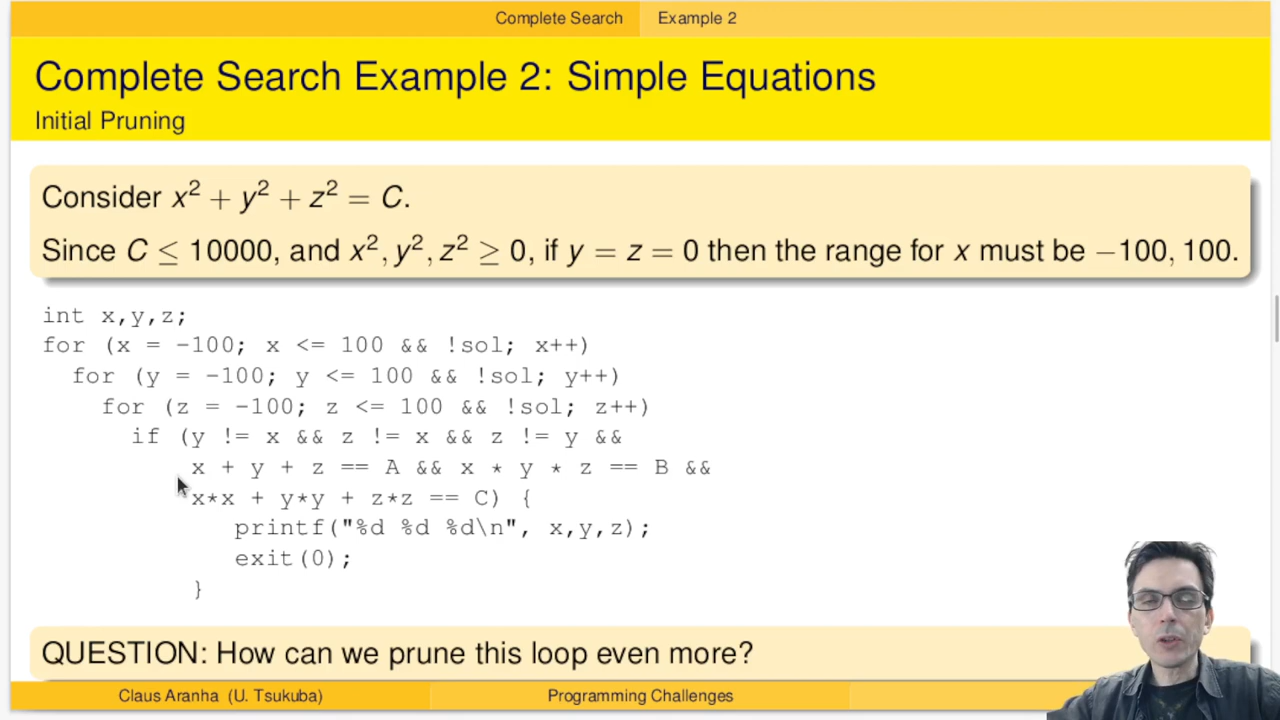 Complete Search Example 2
Complete Search Example 2: Simple Equations
Initial Pruning
Consider x² + y² + z² = C.
Since C ≤ 10000, and x², y², z² ≥ 0, if y = z = 0 then the range for x must be −100, 100.
int x,y,z;
for (x = -100; x <= 100 && !sol; x++)
for (y = -100; y <= 100 && !sol; y++)
for (z = -100; z <= 100 && !sol; z++)
if (y != x && z != x && z != y &&
x + y + z == A && x * y * z == B &&
x*x + y*y + z*z == C) {
printf("%d %d %d\n", x,y,z);
exit(0);
}
QUESTION: How can we prune this loop even more?
Claus Aranha (U. Tsukuba) Programming Challenges